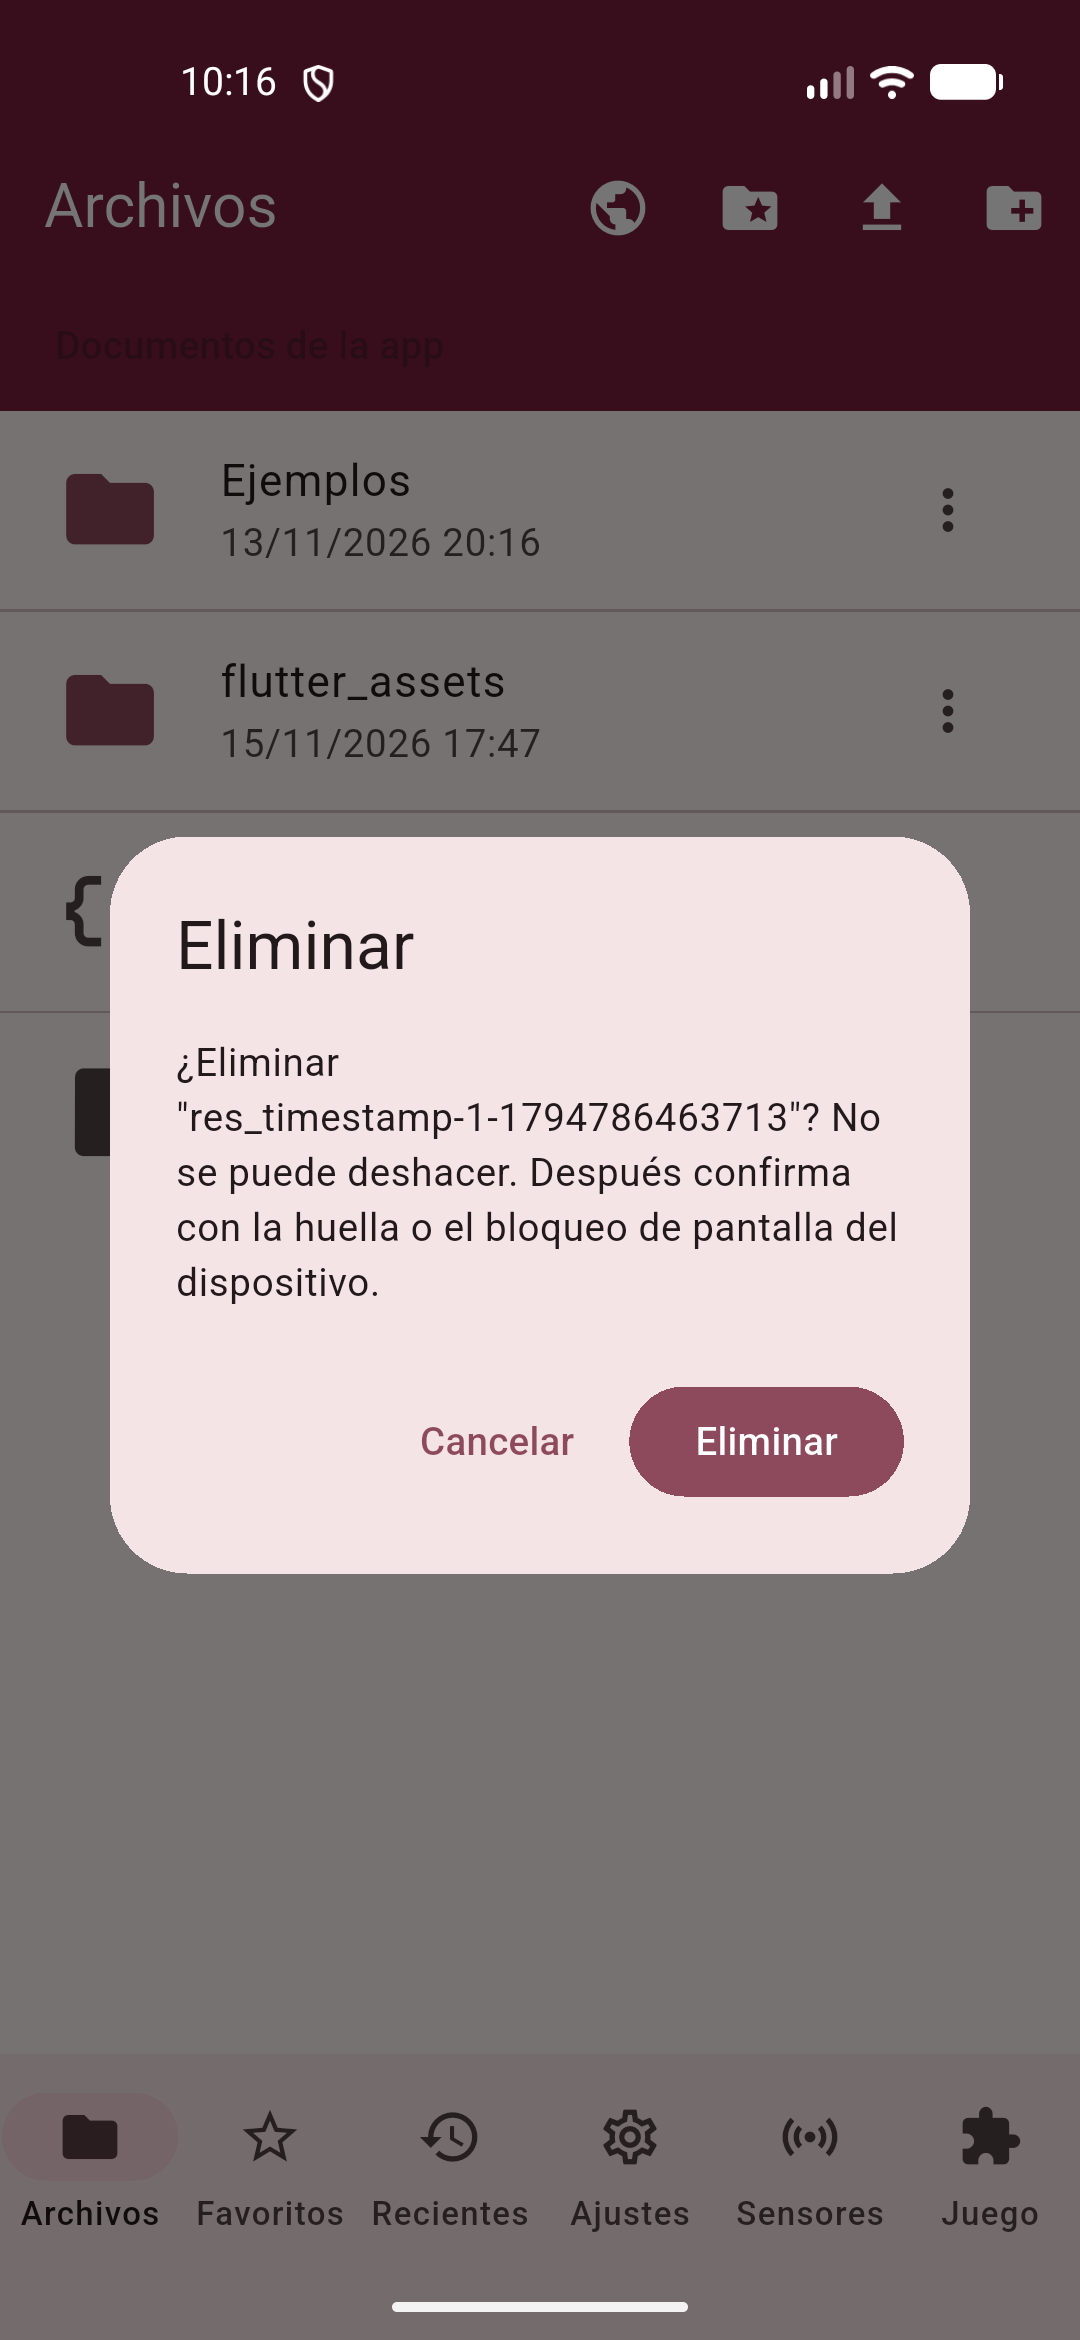 10:16
Archivos
Documentos de la app
Ejemplos
13/11/2026 20:16
flutter_assets
15/11/2026 17:47
{
Eliminar
¿Eliminar
"res_timestamp-1-1794786463713"? No
se puede deshacer. Después confirma
con la huella o el bloqueo de pantalla del
dispositivo.
Cancelar
Eliminar
Archivos
Favoritos
Recientes
Ajustes
Sensores
Juego